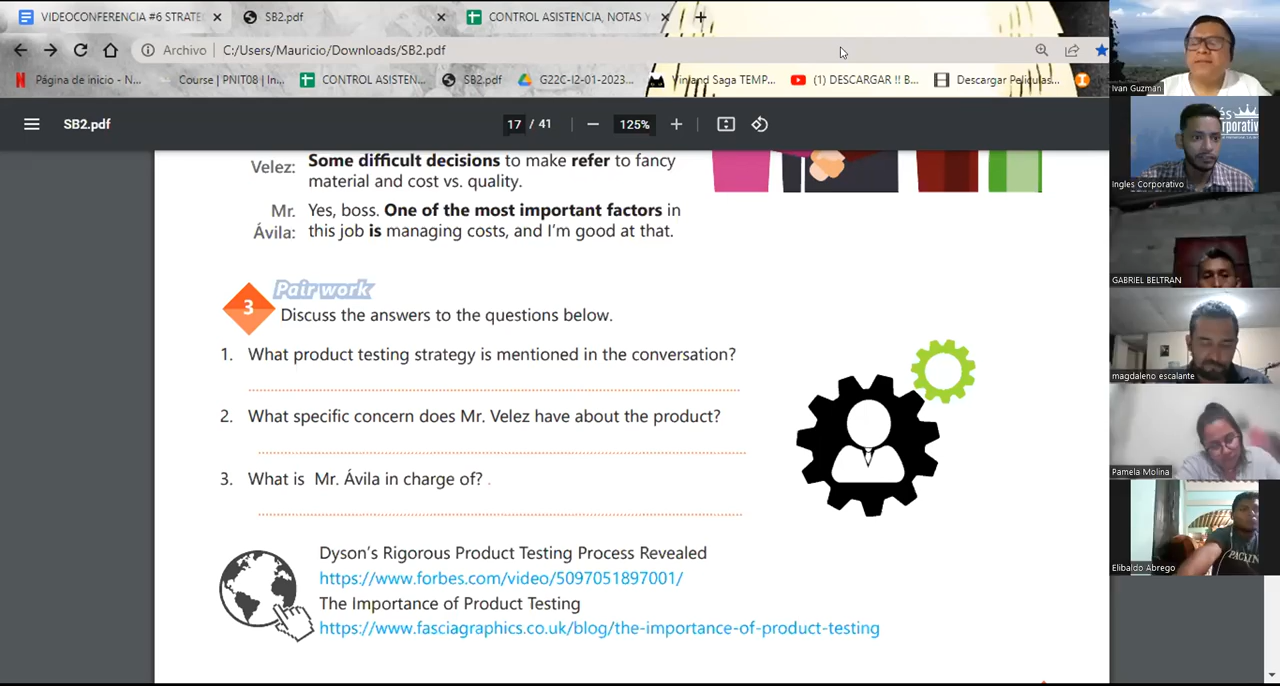 VIDEOCONFERENCIA #6 STRATE
SB2.pdf
CONTROL ASISTENCIA, NOTAS Y
Archivo
C:/Users/Mauricio/Downloads/SB2.pdf
Página de inicio - N...
Course | PNIT08 | In...
CONTROL ASISTEN...
SB2.pdf
G22C-I2-01-2023...
Vinland Saga TEMP...
(1) DESCARGAR !! B...
Descargar Películas...
SB2.pdf
17 / 41
125%
Velez: Some difficult decisions to make refer to fancy
material and cost vs. quality.
Mr. Yes, boss. One of the most important factors in
Ávila: this job is managing costs, and I'm good at that.
Pair work
3
Discuss the answers to the questions below.
1. What product testing strategy is mentioned in the conversation?
2. What specific concern does Mr. Velez have about the product?
3. What is Mr. Ávila in charge of? .
Dyson's Rigorous Product Testing Process Revealed
https://www.forbes.com/video/5097051897001/
The Importance of Product Testing
https://www.fasciagraphics.co.uk/blog/the-importance-of-product-testing
Ivan Guzmán
Ingles Corporativo
GABRIEL BELTRAN
magdaleno escalante
Pamela Molina
Elibaldo Abrego